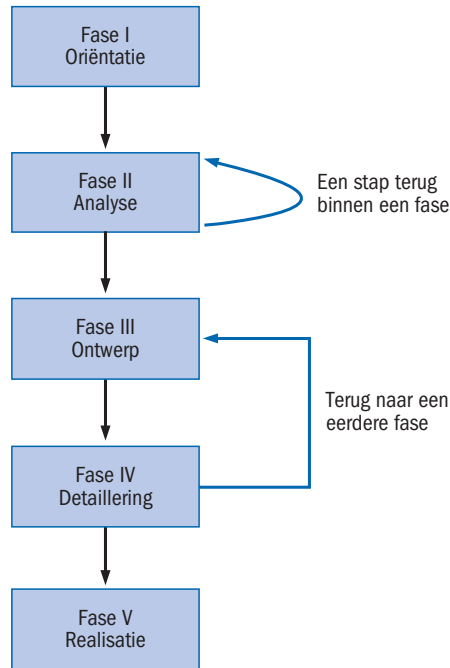 Fase I
Oriëntatie
Fase II
Analyse
Een stap terug
binnen een fase
Fase III
Ontwerp
Terug naar een
eerdere fase
Fase IV
Detaillering
Fase V
Realisatie